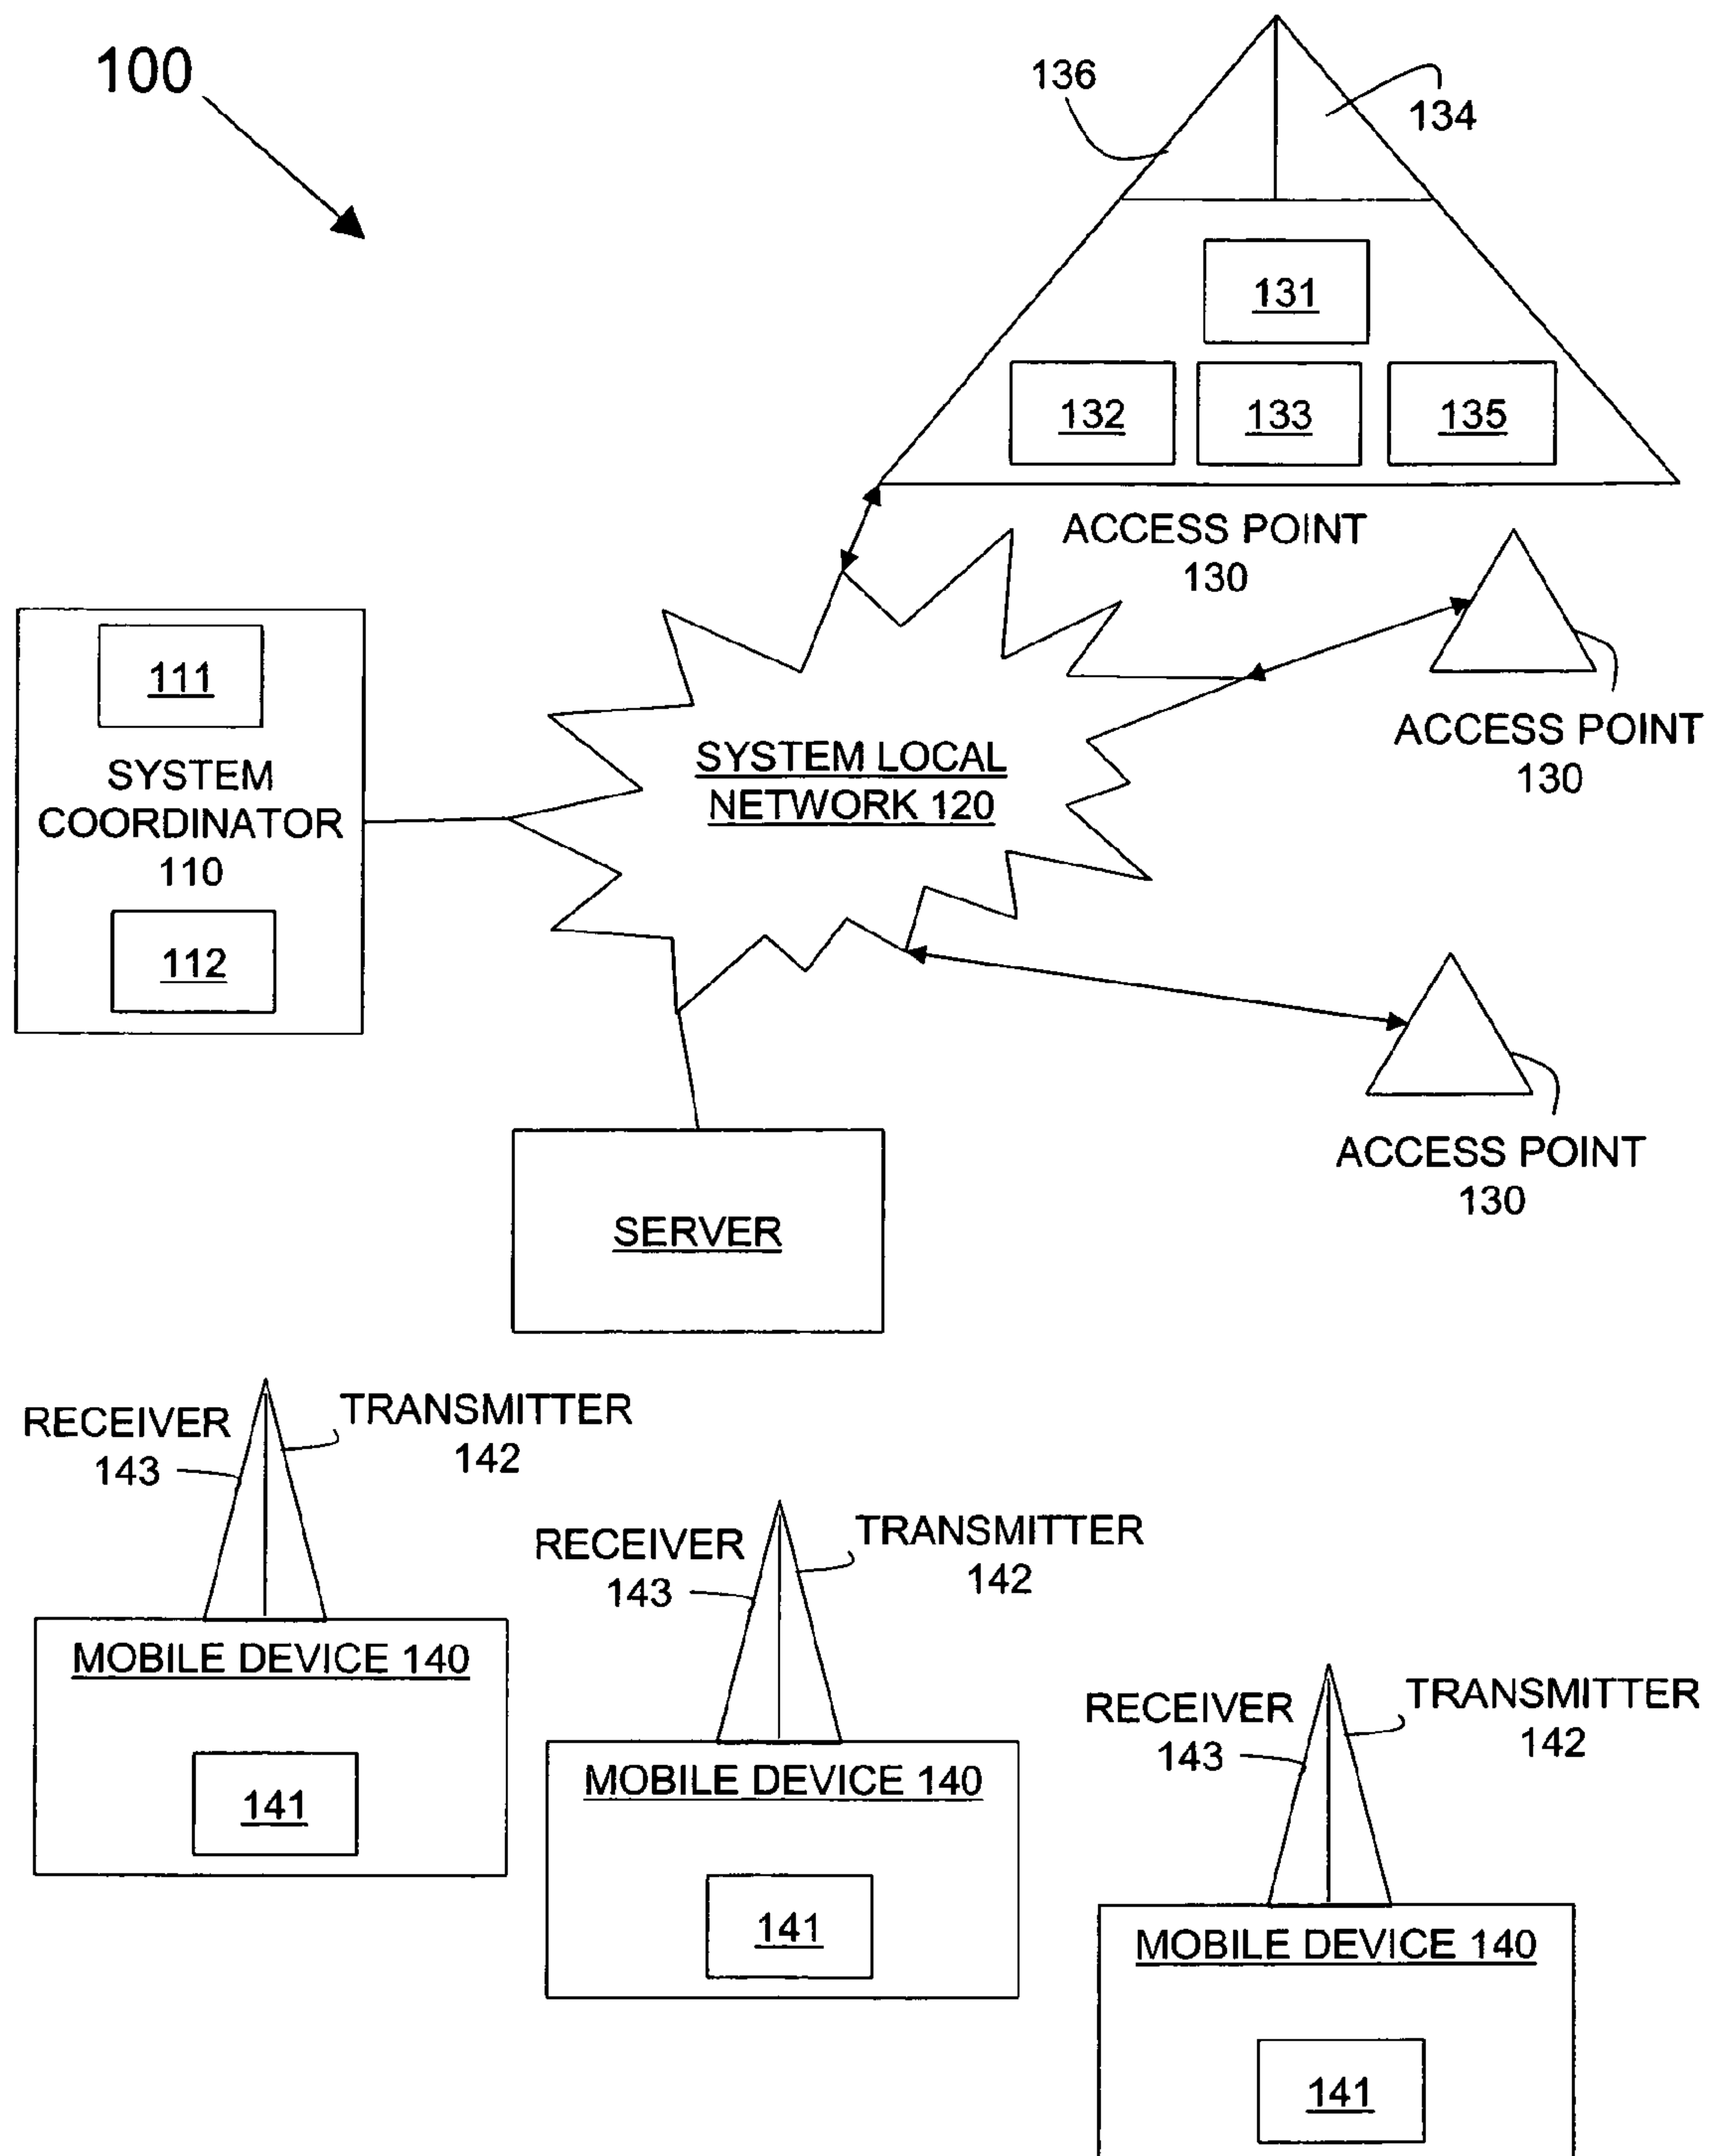 100
136
134
131
132
133
135
ACCESS POINT
130
111
SYSTEM
COORDINATOR
110
112
SYSTEM LOCAL
NETWORK 120
ACCESS POINT
130
ACCESS POINT
130
SERVER
RECEIVER
143
TRANSMITTER
142
MOBILE DEVICE 140
141
RECEIVER
143
TRANSMITTER
142
MOBILE DEVICE 140
141
RECEIVER
143
TRANSMITTER
142
MOBILE DEVICE 140
141